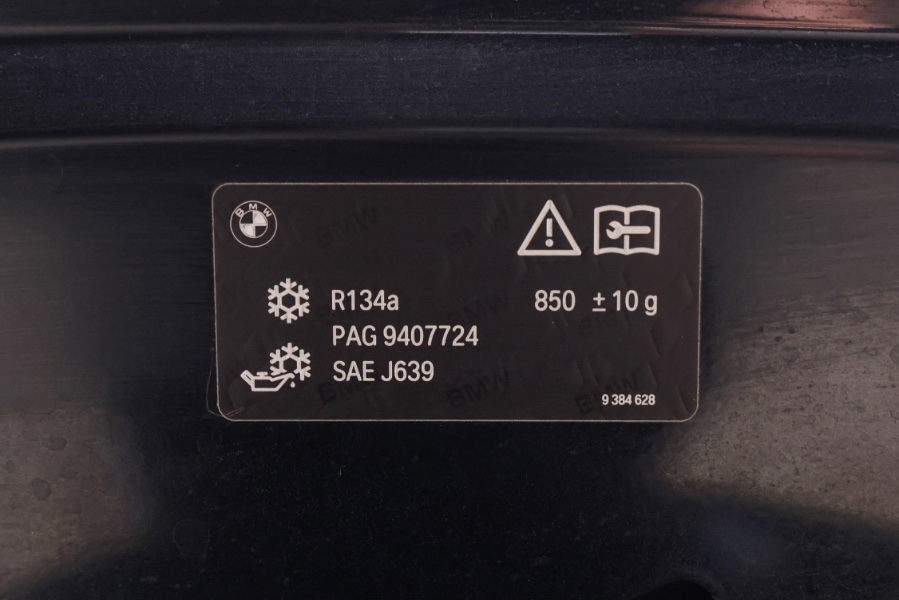 BMW
R134a 850 ± 10 g
PAG 9407724
SAE J639
9 384 628